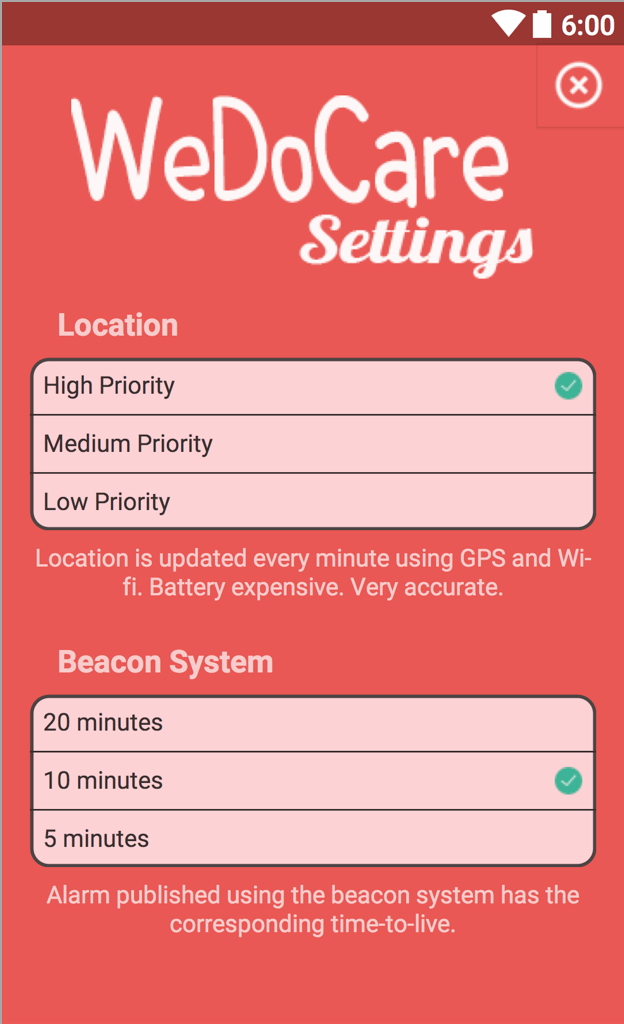 6:00
WeDoCare
Settings
Location
High Priority
Medium Priority
Low Priority
Location is updated every minute using GPS and Wi-
fi. Battery expensive. Very accurate.
Beacon System
20 minutes
10 minutes
5 minutes
Alarm published using the beacon system has the
corresponding time-to-live.